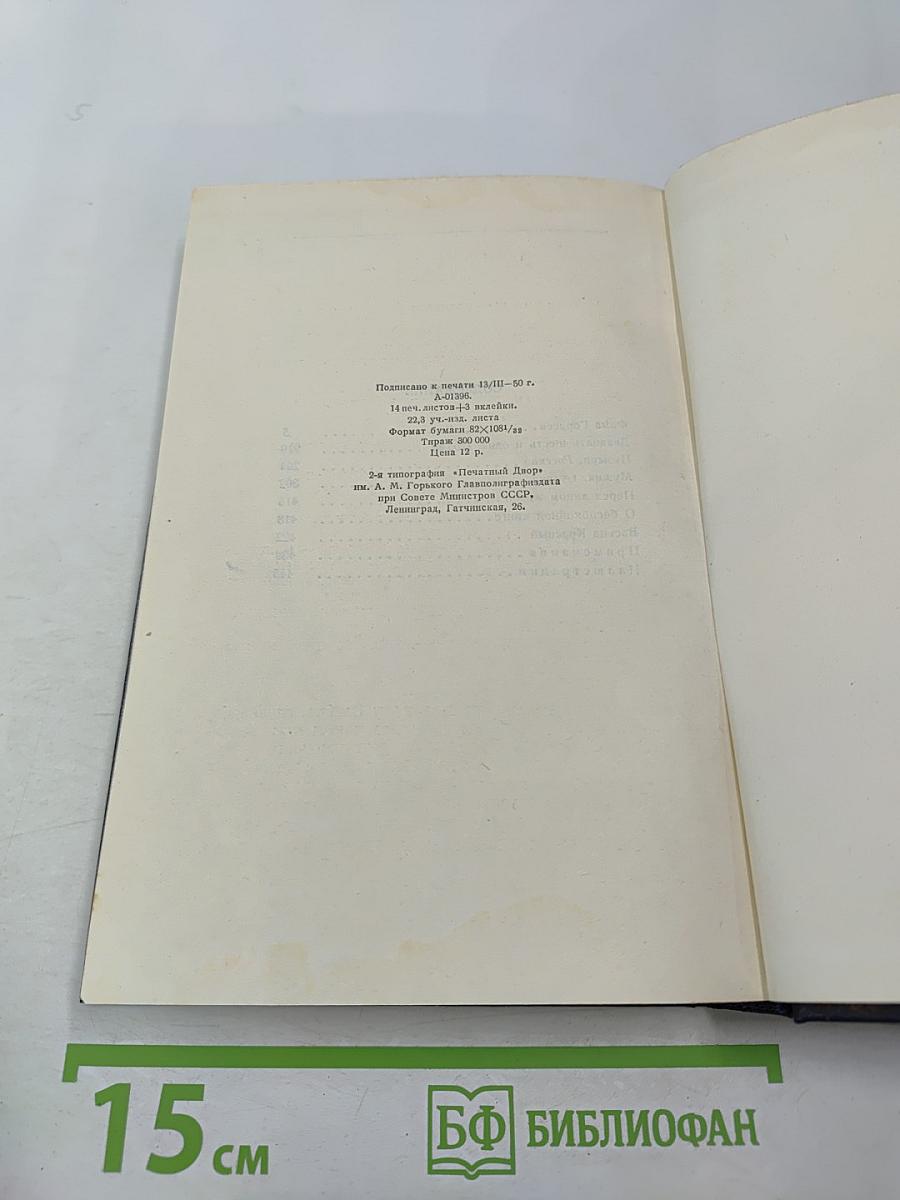 Подписано к печати 13/III—50 г.
А-01396.
14 печ. листов+3 вклейки.
22,3 уч.-изд. листа
Формат бумаги 82×108¹/₃₂
Тираж 300 000
Цена 12 р.
2-я типография «Печатный Двор»
им. А. М. Горького Главполиграфиздата
при Совете Министров СССР.
Ленинград, Гатчинская, 26.
15 см
БФ БИБЛИОФАН